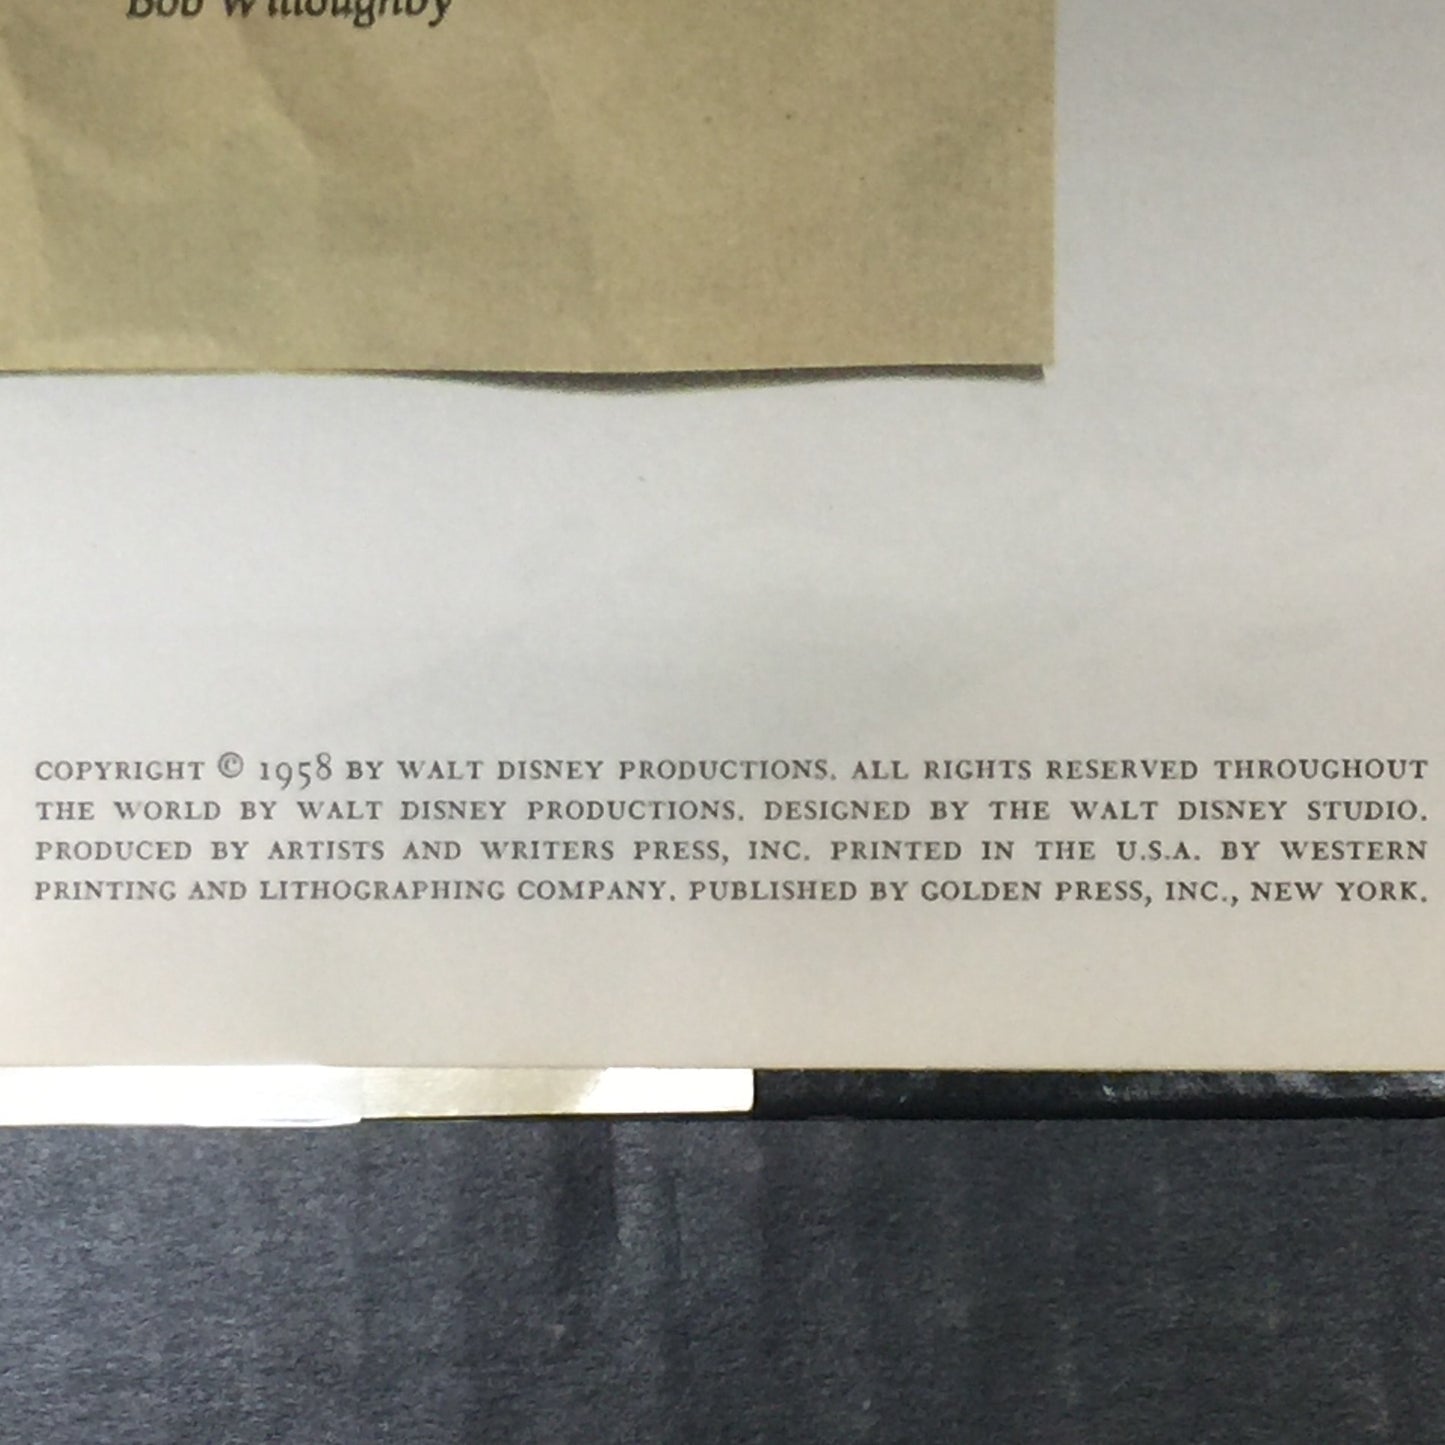 Bob Willoughby
COPYRIGHT © 1958 BY WALT DISNEY PRODUCTIONS. ALL RIGHTS RESERVED THROUGHOUT
THE WORLD BY WALT DISNEY PRODUCTIONS. DESIGNED BY THE WALT DISNEY STUDIO.
PRODUCED BY ARTISTS AND WRITERS PRESS, INC. PRINTED IN THE U.S.A. BY WESTERN
PRINTING AND LITHOGRAPHING COMPANY. PUBLISHED BY GOLDEN PRESS, INC., NEW YORK.